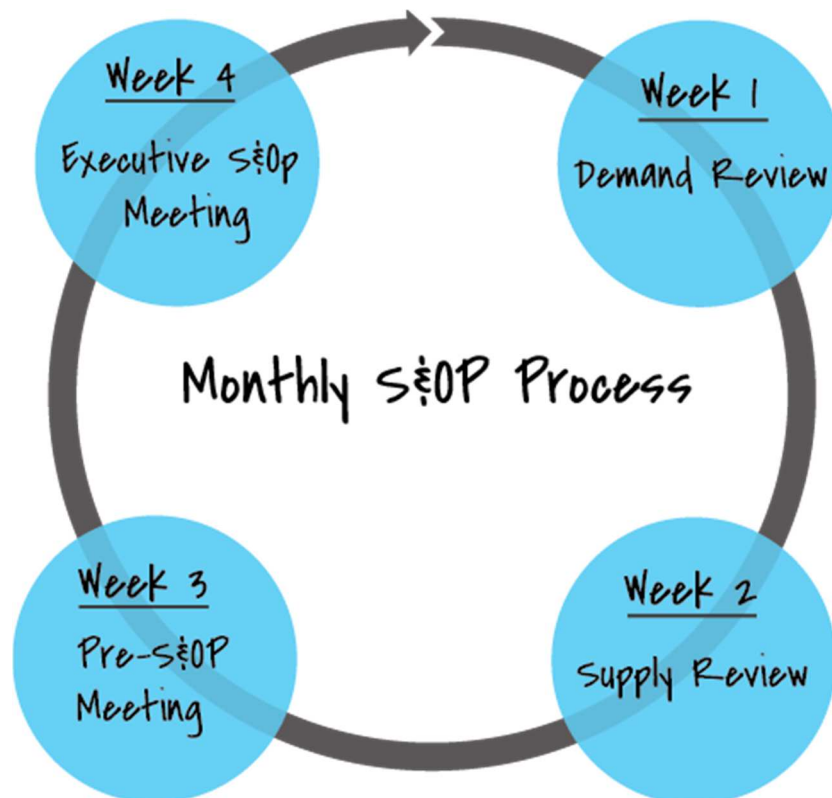 Week 4
Executive S&Op
Meeting
Week 1
Demand Review
Monthly S&OP Process
Week 3
Pre-S&OP
Meeting
Week 2
Supply Review